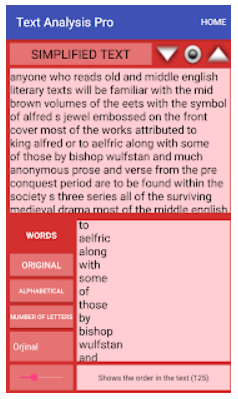 Text Analysis Pro
HOME
SIMPLIFIED TEXT
anyone who reads old and middle english
literary texts will be familiar with the mid
brown volumes of the eets with the symbol
of alfred s jewel embossed on the front
cover most of the works attributed to
king alfred or to aelfric along with some
of those by bishop wulfstan and much
anonymous prose and verse from the pre
conquest period are to be found within the
society s three series all of the surviving
medieval drama most of the middle english
WORDS
ORIGINAL
ALPHABETICAL
NUMBER OF LETTERS
Orjinal
to
aelfric
along
with
some
of
those
by
bishop
wulfstan
and
Shows the order in the text (125)